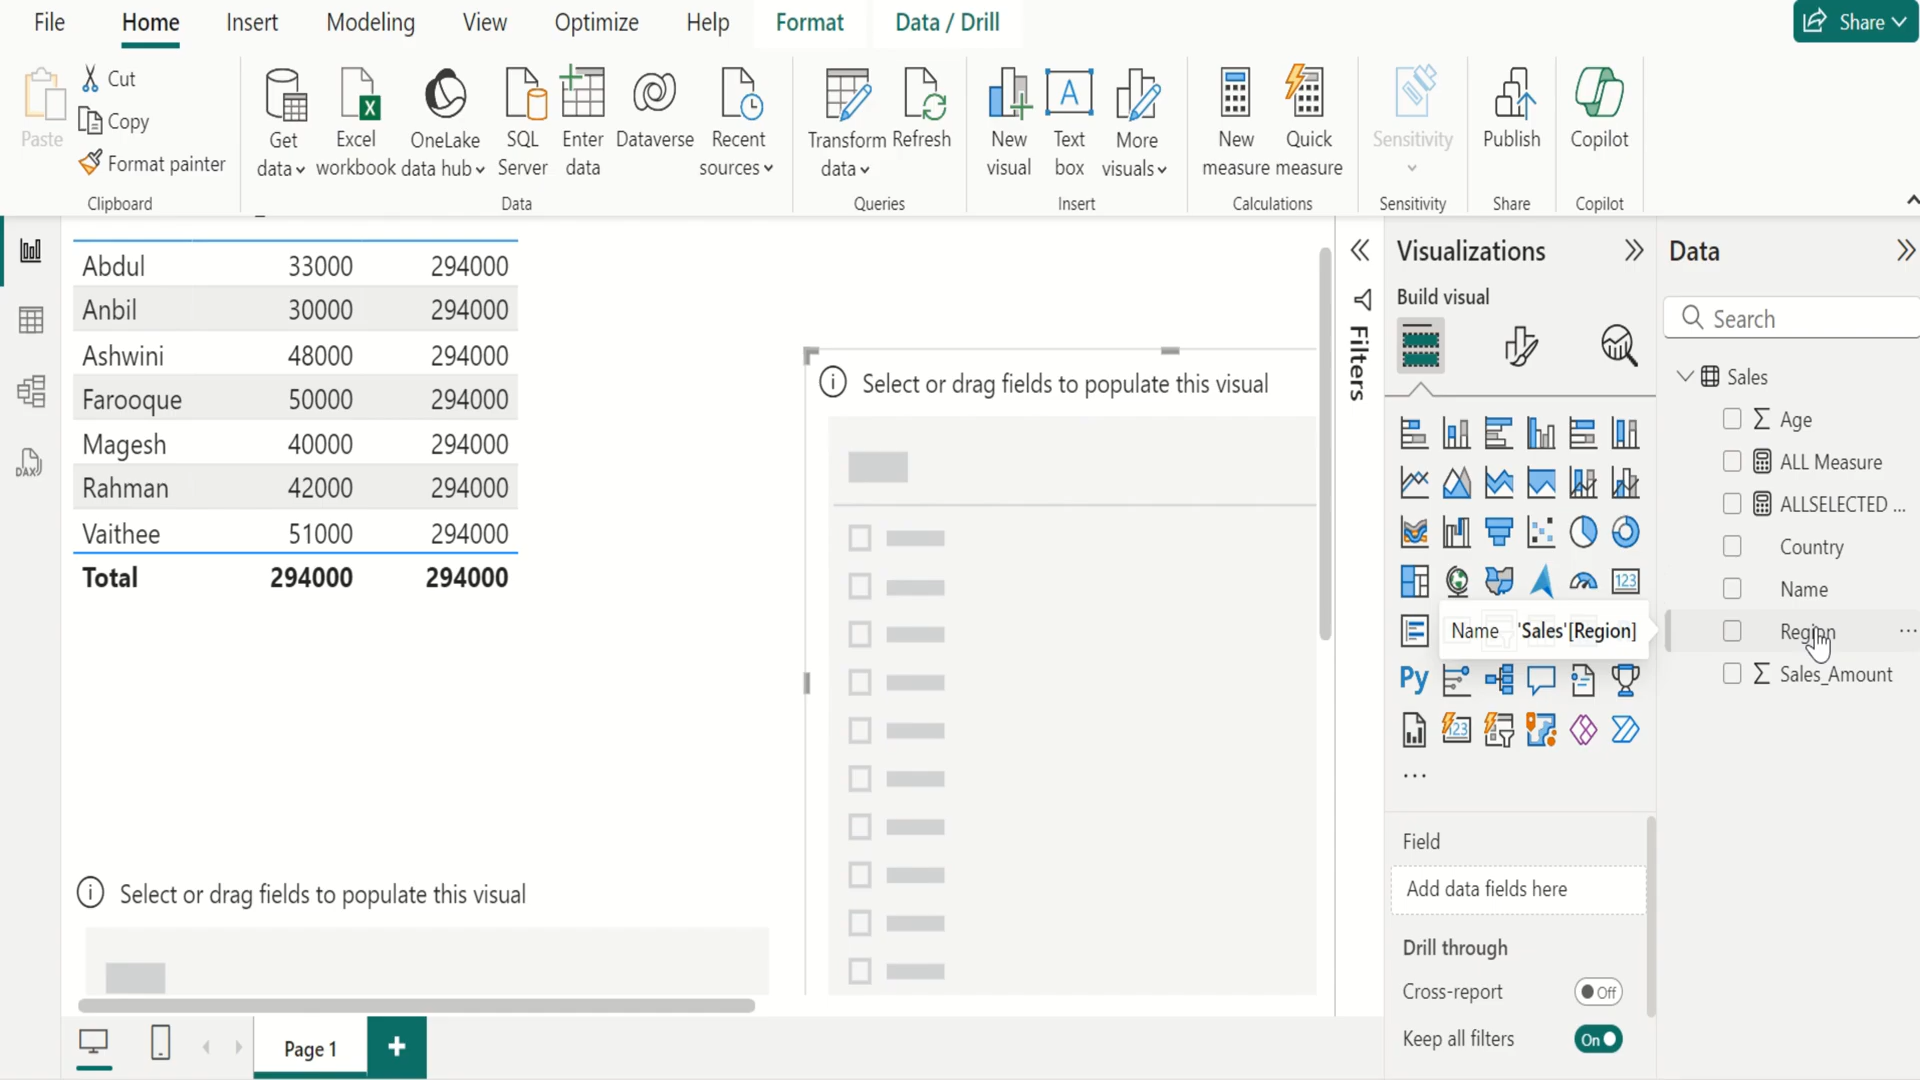 File Home Insert Modeling View Optimize Help Format Data / Drill Share
Paste
Cut
Copy
Format painter
Clipboard
Get data
Excel workbook
OneLake data hub
SQL Server
Enter data
Dataverse
Recent sources
Data
Transform data
Refresh
Queries
New visual
Text box
A
More visuals
Insert
New measure
Quick measure
Calculations
Sensitivity
Sensitivity
Publish
Share
Copilot
Copilot
DAX
Abdul 33000 294000
Anbil 30000 294000
Ashwini 48000 294000
Farooque 50000 294000
Magesh 40000 294000
Rahman 42000 294000
Vaithee 51000 294000
Total 294000 294000
Select or drag fields to populate this visual
Select or drag fields to populate this visual
Page 1
Filters
Visualizations
Build visual
123
Name 'Sales'[Region]
Py
123
...
Field
Add data fields here
Drill through
Cross-report Off
Keep all filters On
Data
Search
Sales
Age
ALL Measure
ALLSELECTED ...
Country
Name
Region
Sales_Amount